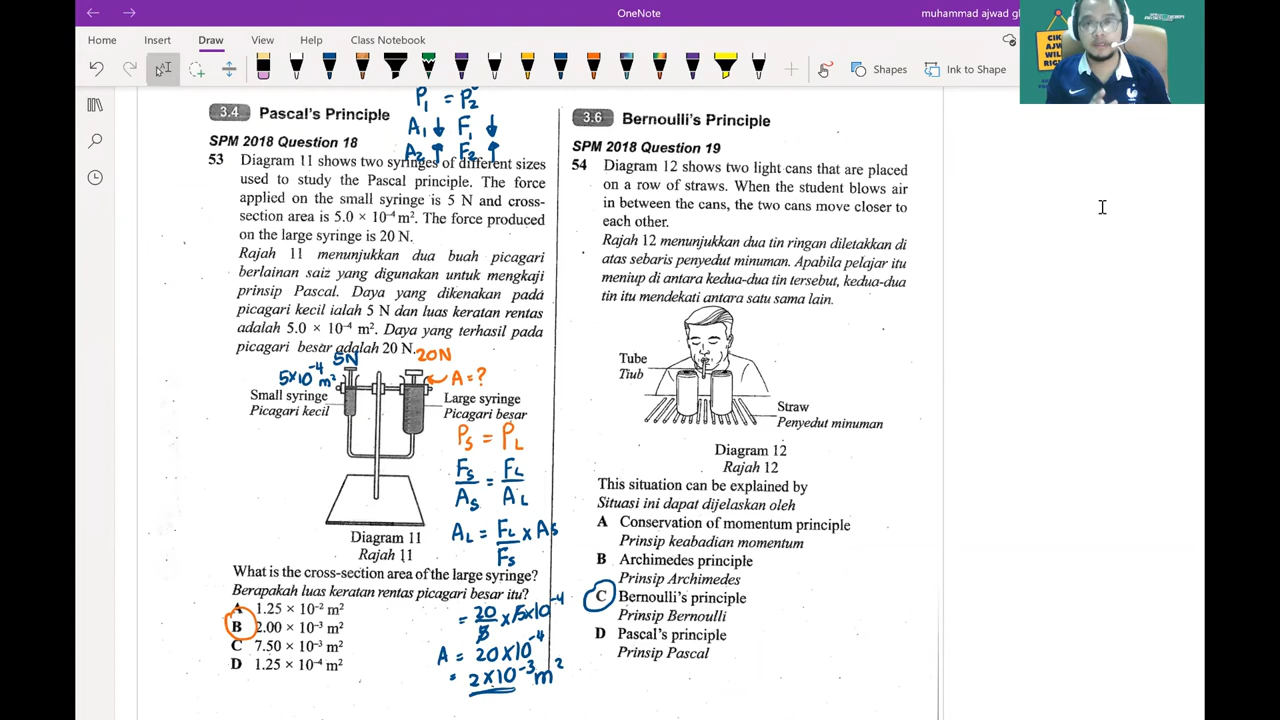 OneNote
muhammad ajwad gh
Home Insert Draw View Help Class Notebook
Shapes
Ink to Shape
CIK
AJW
WILL
RIGH
3.4 Pascal's Principle
P₁ = P₂
A₁ ↓ F₁ ↓
A₂ ↑ F₂ ↑
SPM 2018 Question 18
53 Diagram 11 shows two syringes of different sizes
used to study the Pascal principle. The force
applied on the small syringe is 5 N and cross-
section area is 5.0 × 10⁻⁴ m². The force produced
on the large syringe is 20 N.
Rajah 11 menunjukkan dua buah picagari
berlainan saiz yang digunakan untuk mengkaji
prinsip Pascal. Daya yang dikenakan pada
picagari kecil ialah 5 N dan luas keratan rentas
adalah 5.0 × 10⁻⁴ m². Daya yang terhasil pada
picagari besar adalah 20 N.
5N 20N
5×10⁻⁴ m² A = ?
Small syringe
Picagari kecil
Large syringe
Picagari besar
Ps = PL
Fs/As = FL/AL
AL = FL/Fs × As
Diagram 11
Rajah 11
What is the cross-section area of the large syringe?
Berapakah luas keratan rentas picagari besar itu?
A 1.25 × 10⁻² m²
B 2.00 × 10⁻³ m²
C 7.50 × 10⁻³ m²
D 1.25 × 10⁻⁴ m²
= 20/5 × 5×10⁻⁴
A = 20×10⁻⁴
= 2×10⁻³ m²
3.6 Bernoulli's Principle
SPM 2018 Question 19
54 Diagram 12 shows two light cans that are placed
on a row of straws. When the student blows air
in between the cans, the two cans move closer to
each other.
Rajah 12 menunjukkan dua tin ringan diletakkan di
atas sebaris penyedut minuman. Apabila pelajar itu
meniup di antara kedua-dua tin tersebut, kedua-dua
tin itu mendekati antara satu sama lain.
Tube
Tiub
Straw
Penyedut minuman
Diagram 12
Rajah 12
This situation can be explained by
Situasi ini dapat dijelaskan oleh
A Conservation of momentum principle
Prinsip keabadian momentum
B Archimedes principle
Prinsip Archimedes
C Bernoulli's principle
Prinsip Bernoulli
D Pascal's principle
Prinsip Pascal